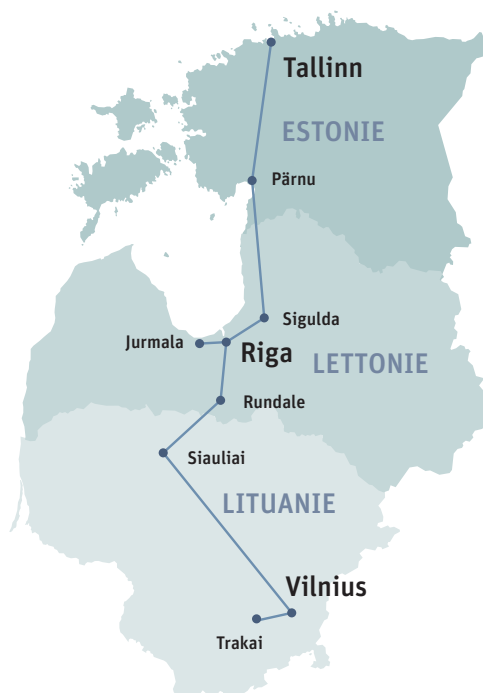 Tallinn
ESTONIE
Pärnu
Sigulda
Jurmala
Riga
LETTONIE
Rundale
Siauliai
LITUANIE
Vilnius
Trakai